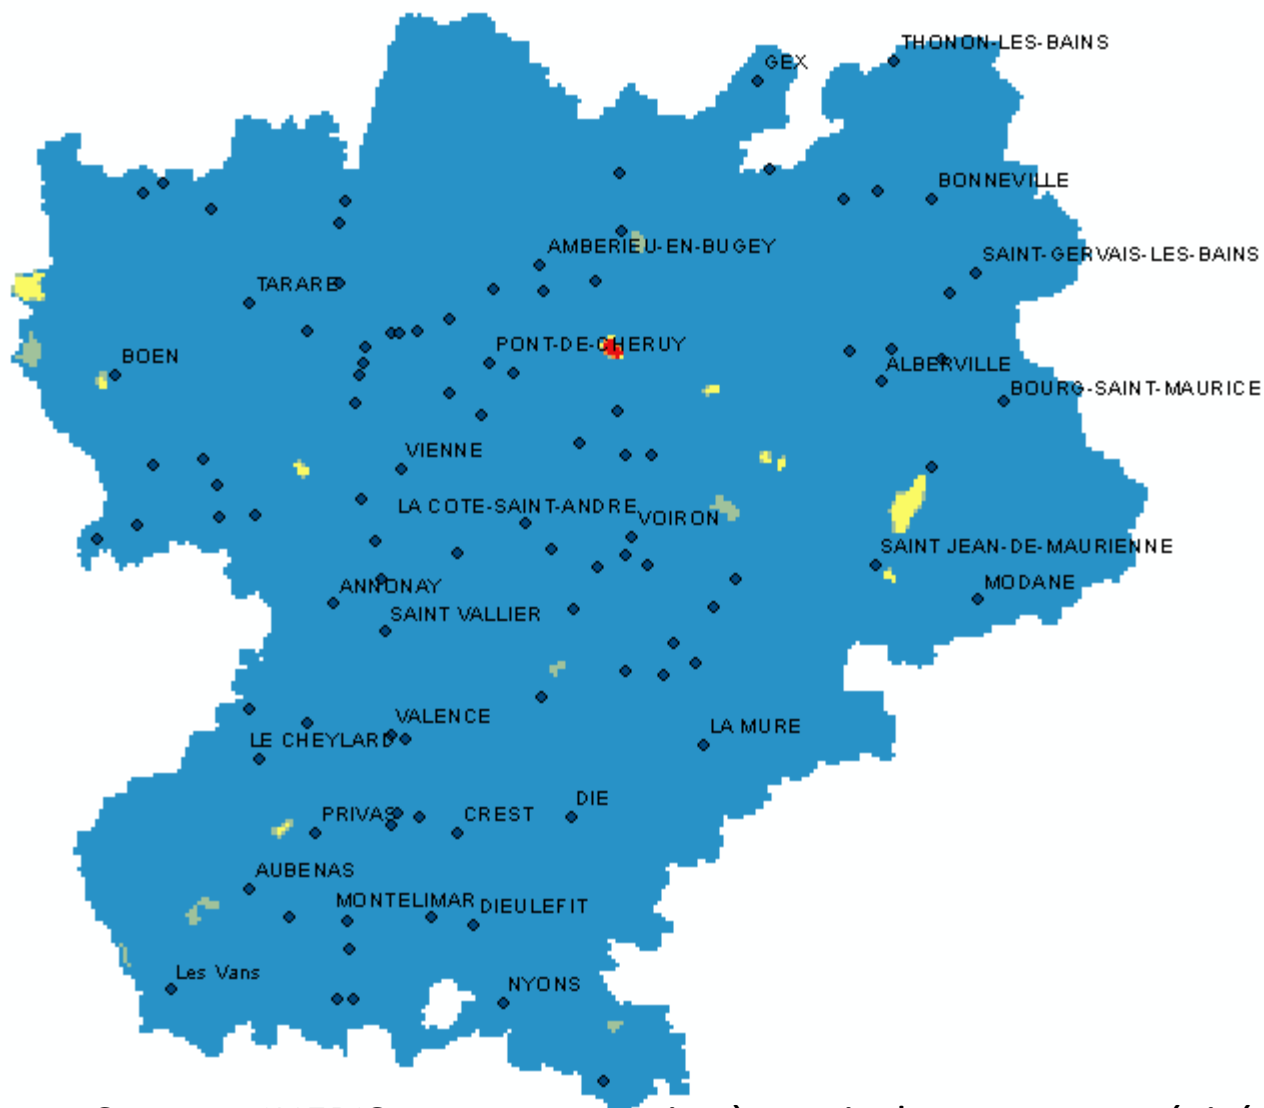 THONON-LES-BAINS
GEX
BONNEVILLE
AMBERIEU-EN-BUGEY
SAINT-GERVAIS-LES-BAINS
TARARE
PONT-DE-CHERUY
BOEN
ALBERVILLE
BOURG-SAINT-MAURICE
VIENNE
LA COTE-SAINT-ANDRE
VOIRON
SAINT JEAN-DE-MAURIENNE
MODANE
ANNONAY
SAINT VALLIER
VALENCE
LA MURE
LE CHEYLARD
DIE
PRIVAS
CREST
AUBENAS
MONTELIMAR
DIEULEFIT
Les Vans
NYONS